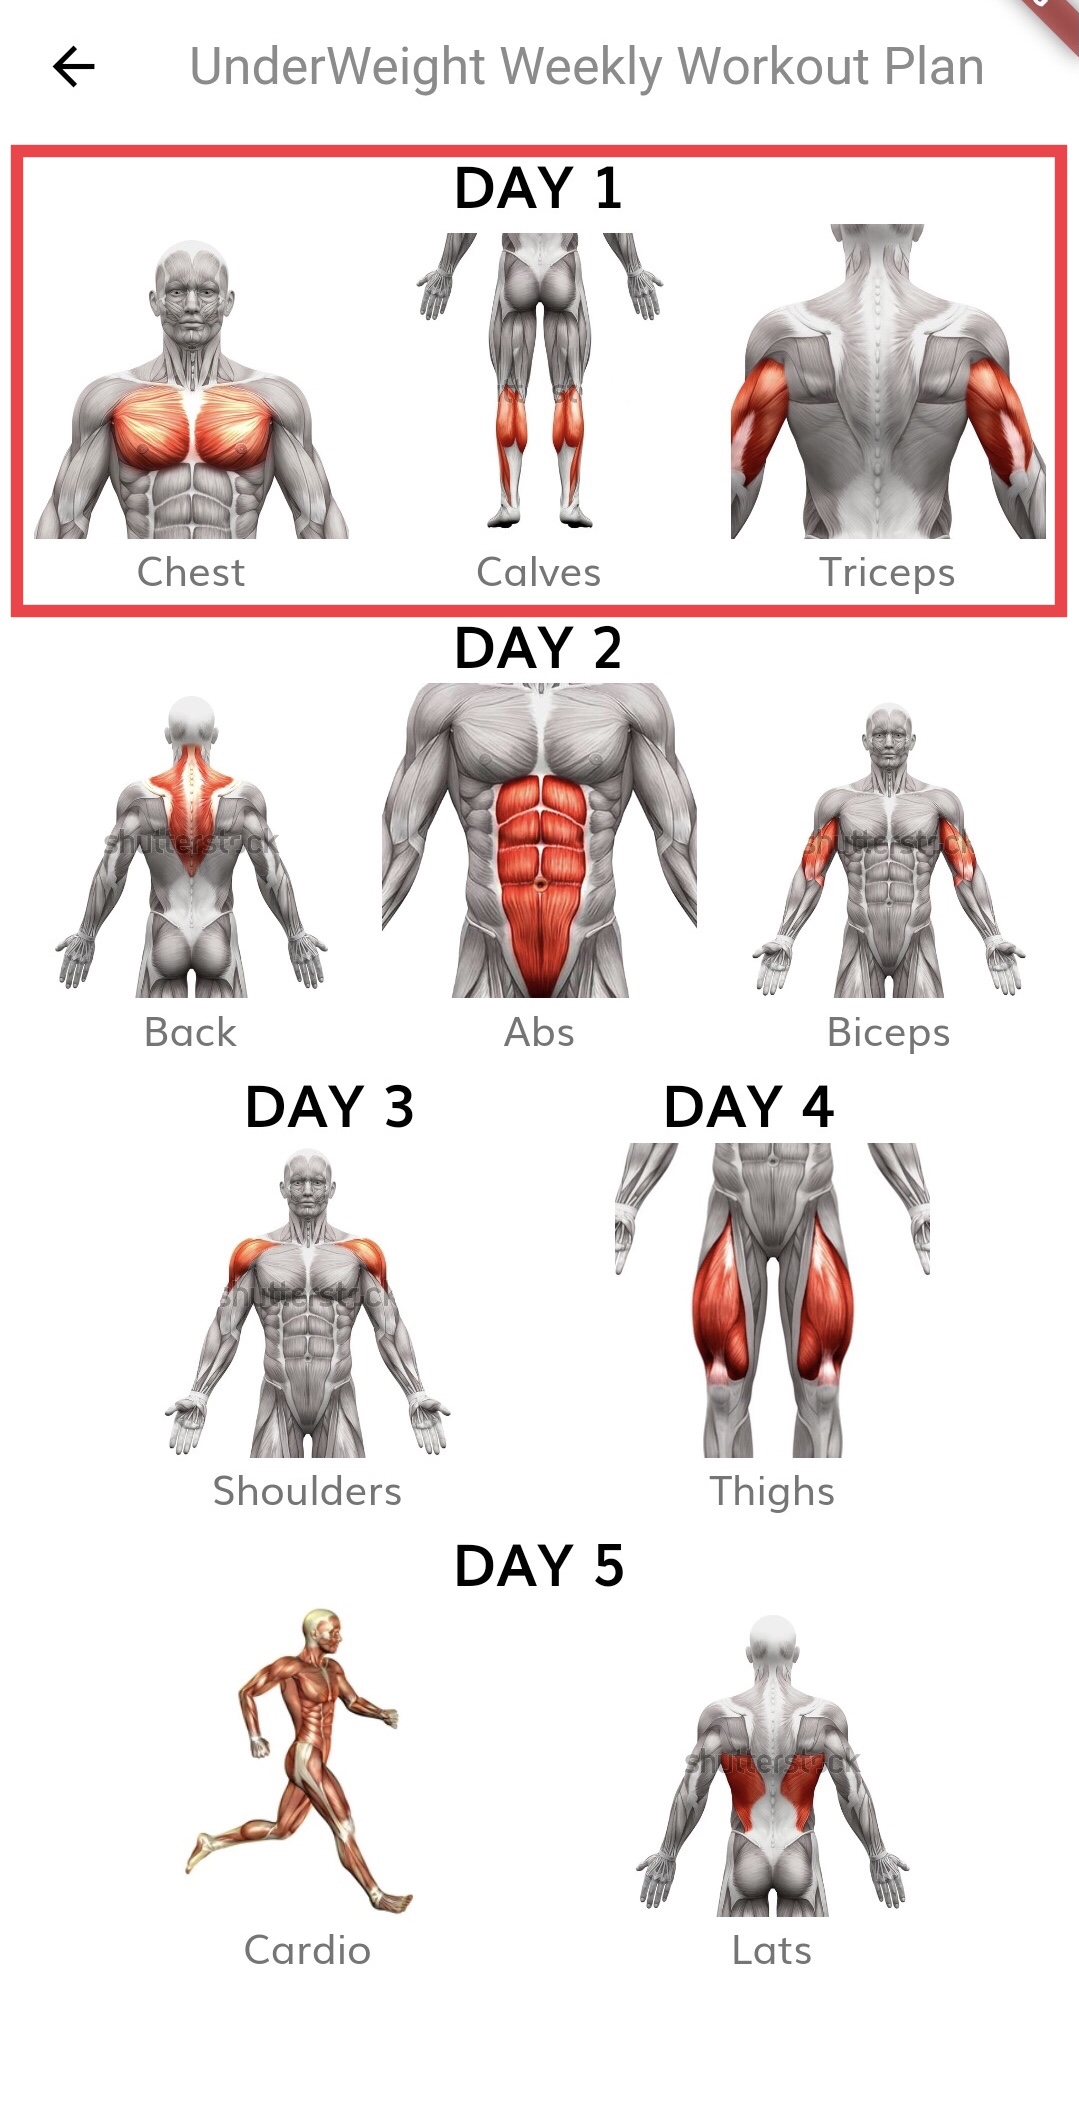 UnderWeight Weekly Workout Plan
DAY 1
Chest
Calves
Triceps
DAY 2
shutterstock
shutterstock
Back
Abs
Biceps
DAY 3
DAY 4
shutterstock
Shoulders
Thighs
DAY 5
shutterstock
Cardio
Lats